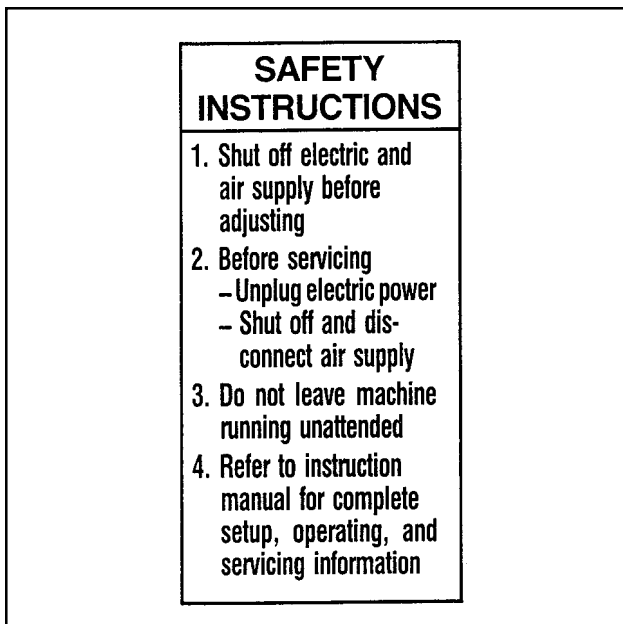 SAFETY
INSTRUCTIONS
1. Shut off electric and
air supply before
adjusting
2. Before servicing
– Unplug electric power
– Shut off and dis-
connect air supply
3. Do not leave machine
running unattended
4. Refer to instruction
manual for complete
setup, operating, and
servicing information